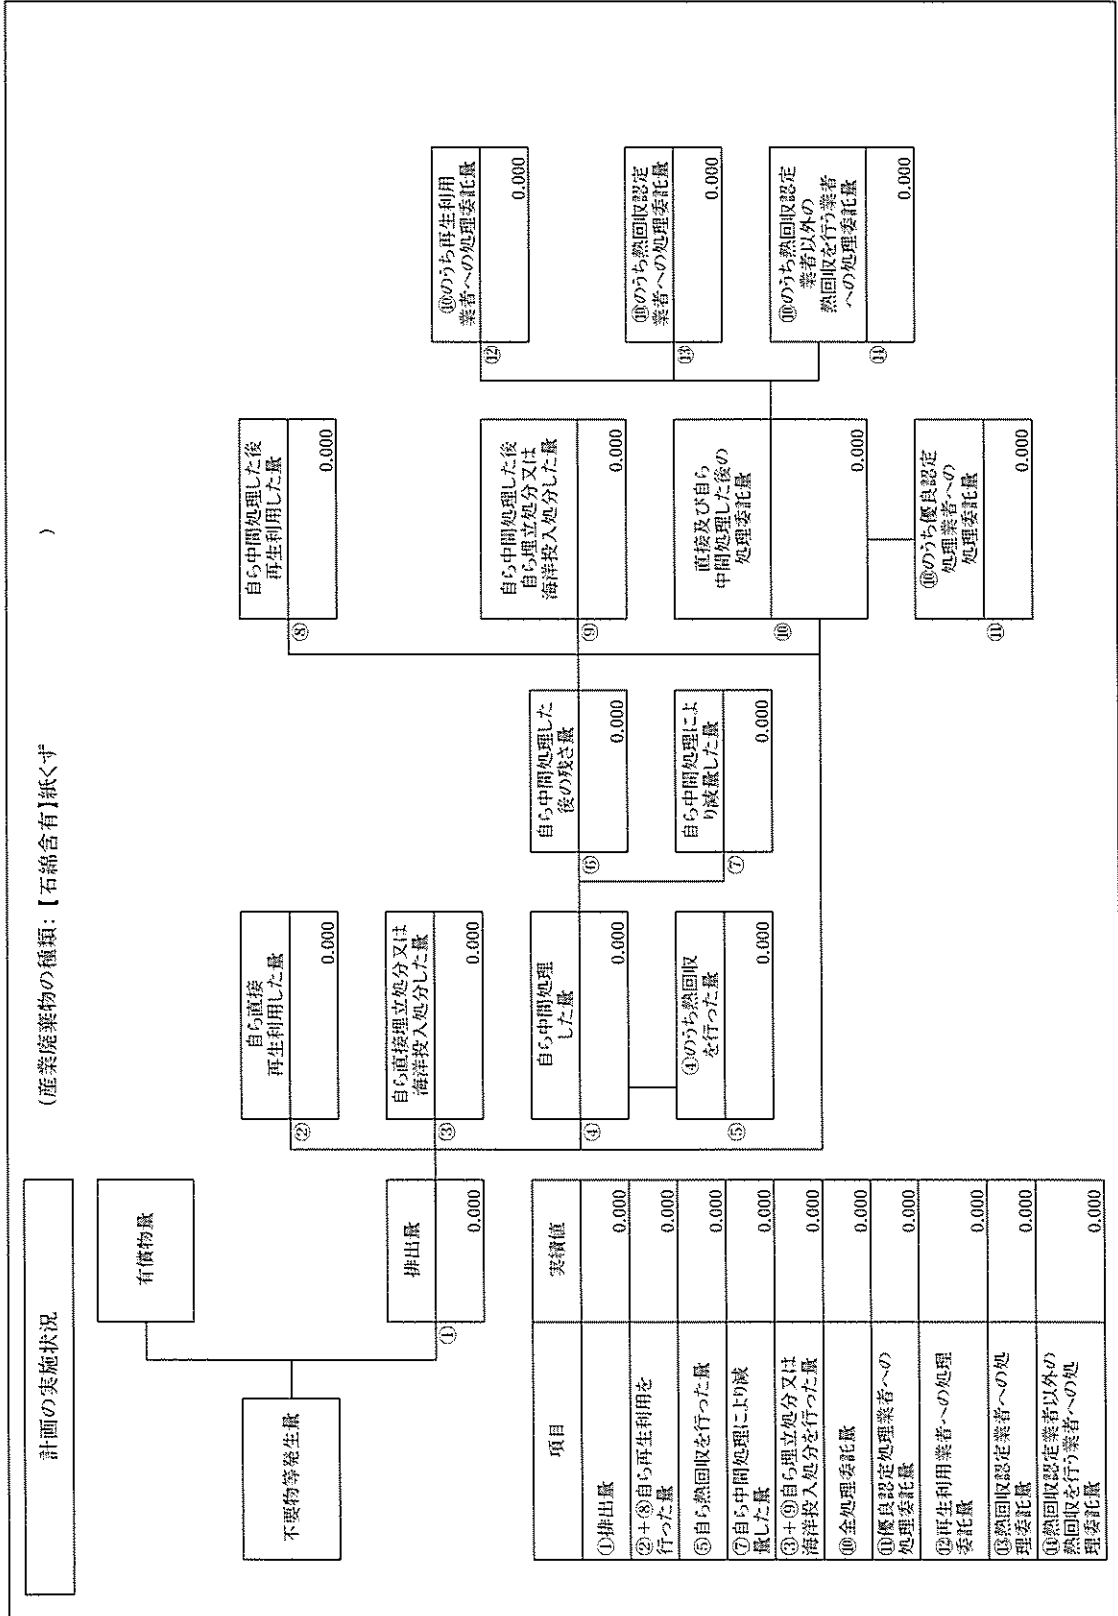 計画の実施状況
(産業廃棄物の種類:【石綿含有】紙くず
)
不要物等発生量
有償物量
①
排出量
0.000
②
自ら直接
再生利用した量
0.000
③
自ら直接埋立処分又は
海洋投入処分した量
0.000
④
自ら中間処理
した量
0.000
⑤
④のうち熱回収
を行った量
0.000
⑥
自ら中間処理した
後の残さ量
0.000
⑦
自ら中間処理によ
り減量した量
0.000
⑧
自ら中間処理した後
再生利用した量
0.000
⑨
自ら中間処理した後
自ら埋立処分又は
海洋投入処分した量
0.000
⑩
直接及び自ら
中間処理した後の
処理委託量
0.000
⑪
⑩のうち優良認定
処理業者への
処理委託量
0.000
⑫
⑩のうち再生利用
業者への処理委託量
0.000
⑬
⑩のうち熱回収認定
業者への処理委託量
0.000
⑭
⑩のうち熱回収認定
業者以外の
熱回収を行う業者
への処理委託量
0.000
項目 実績値
①排出量 0.000
②+⑧自ら再生利用を
行った量 0.000
⑤自ら熱回収を行った量 0.000
⑦自ら中間処理により減
量した量 0.000
③+⑨自ら埋立処分又は
海洋投入処分を行った量 0.000
⑩全処理委託量 0.000
⑪優良認定処理業者への
処理委託量 0.000
⑫再生利用業者への処理
委託量 0.000
⑬熱回収認定業者への処
理委託量 0.000
⑭熱回収認定業者以外の
熱回収を行う業者への処
理委託量 0.000